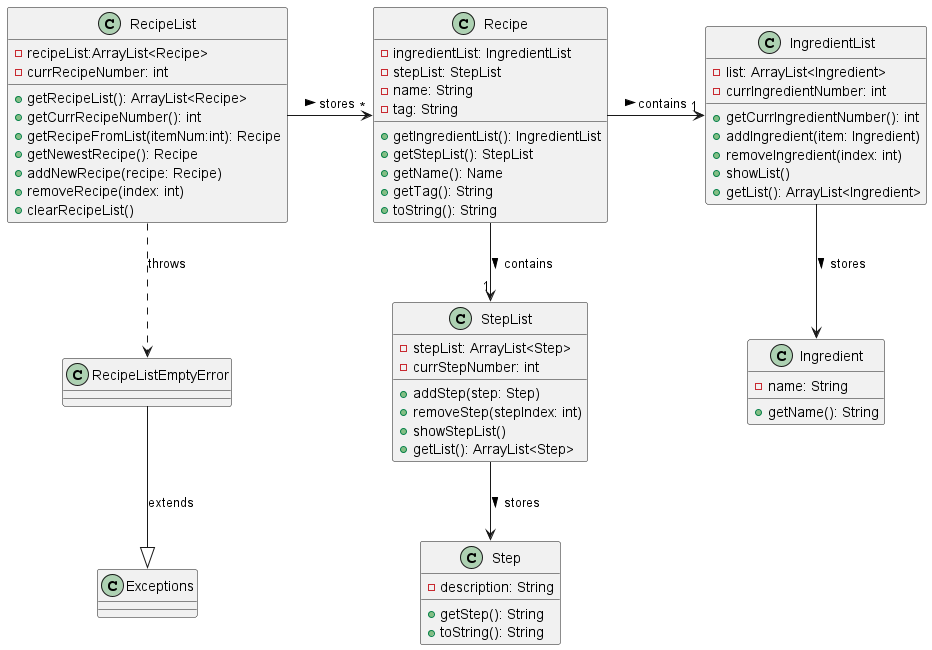 C RecipeList
recipeList:ArrayList<Recipe>
currRecipeNumber: int
getRecipeList(): ArrayList<Recipe>
getCurrRecipeNumber(): int
getRecipeFromList(itemNum:int): Recipe
getNewestRecipe(): Recipe
addNewRecipe(recipe: Recipe)
removeRecipe(index: int)
clearRecipeList()
stores *
C Recipe
ingredientList: IngredientList
stepList: StepList
name: String
tag: String
getIngredientList(): IngredientList
getStepList(): StepList
getName(): Name
getTag(): String
toString(): String
contains 1
C IngredientList
list: ArrayList<Ingredient>
currIngredientNumber: int
getCurrIngredientNumber(): int
addIngredient(item: Ingredient)
removeIngredient(index: int)
showList()
getList(): ArrayList<Ingredient>
throws
contains
1
stores
C RecipeListEmptyError
C StepList
stepList: ArrayList<Step>
currStepNumber: int
addStep(step: Step)
removeStep(stepIndex: int)
showStepList()
getList(): ArrayList<Step>
C Ingredient
name: String
getName(): String
extends
stores
C Exceptions
C Step
description: String
getStep(): String
toString(): String